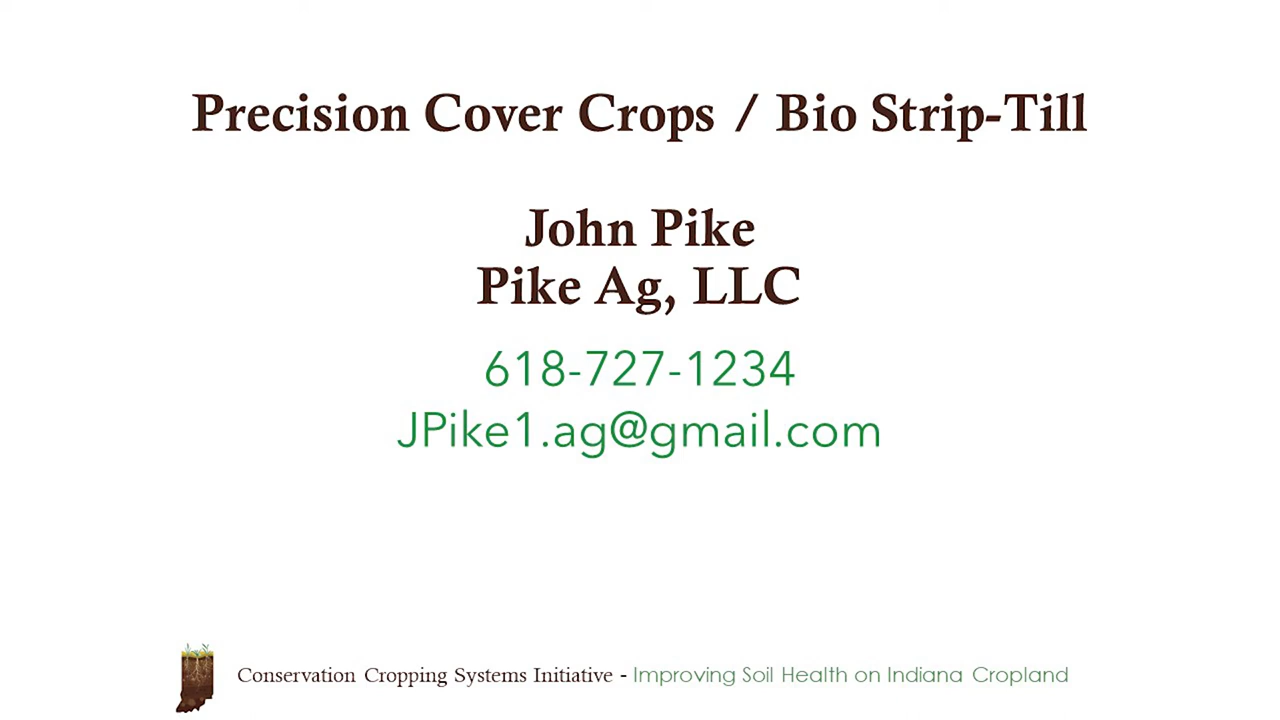 Precision Cover Crops / Bio Strip-Till
John Pike
Pike Ag, LLC
618-727-1234
JPike1.ag@gmail.com
Conservation Cropping Systems Initiative - Improving Soil Health on Indiana Cropland